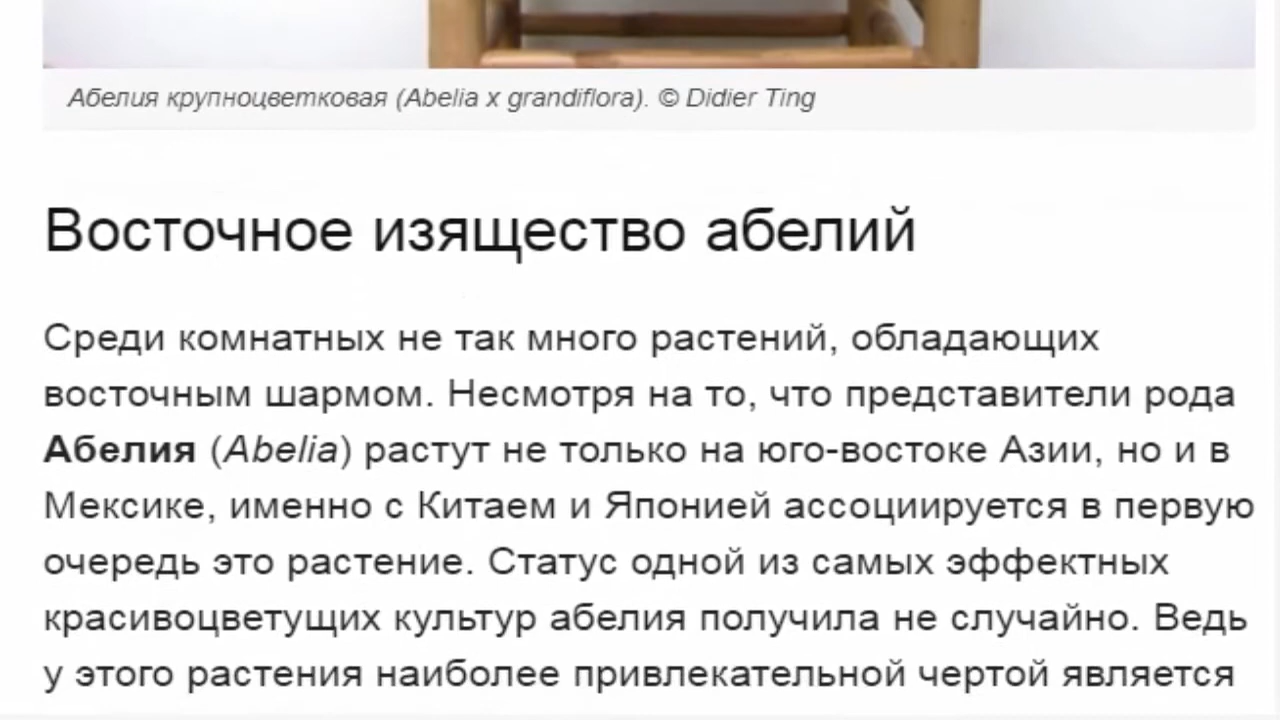 Абелия крупноцветковая (Abelia x grandiflora). © Didier Ting
Восточное изящество абелий
Среди комнатных не так много растений, обладающих
восточным шармом. Несмотря на то, что представители рода
Абелия (Abelia) растут не только на юго-востоке Азии, но и в
Мексике, именно с Китаем и Японией ассоциируется в первую
очередь это растение. Статус одной из самых эффектных
красивоцветущих культур абелия получила не случайно. Ведь
у этого растения наиболее привлекательной чертой является